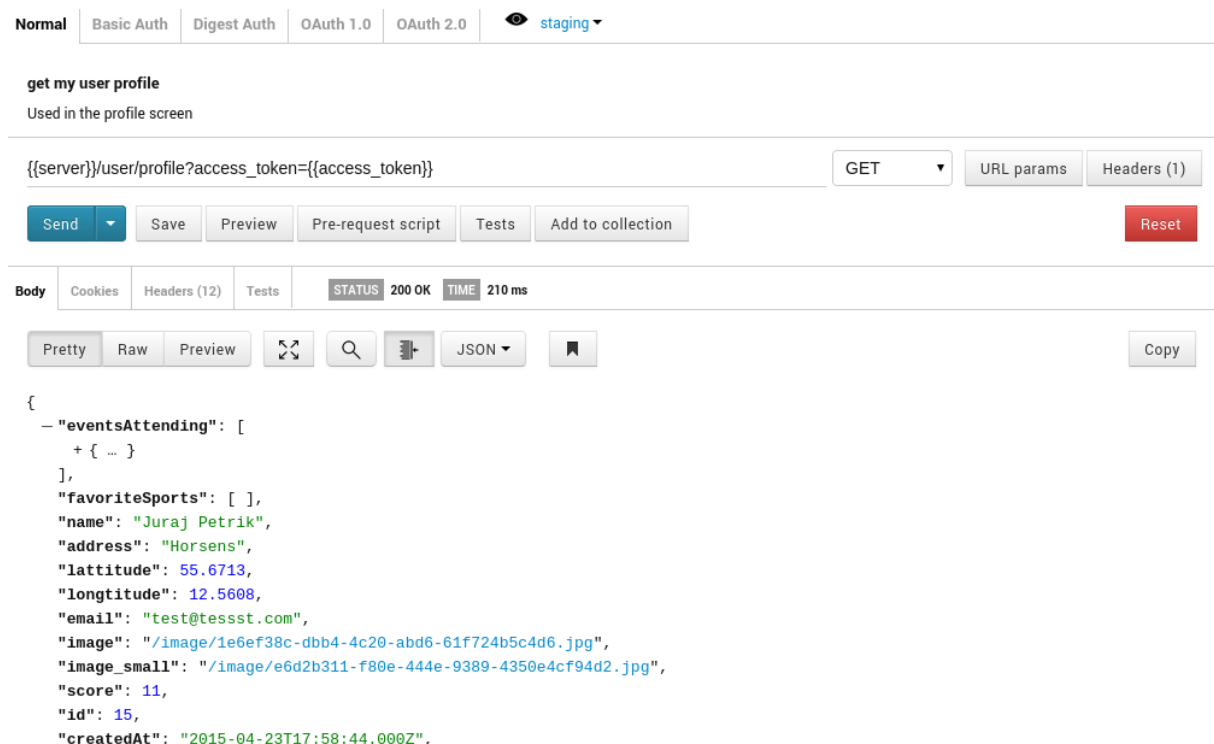 Normal Basic Auth Digest Auth OAuth 1.0 OAuth 2.0 staging
get my user profile
Used in the profile screen
{{server}}/user/profile?access_token={{access_token}} GET URL params Headers (1)
Send Save Preview Pre-request script Tests Add to collection Reset
Body Cookies Headers (12) Tests STATUS 200 OK TIME 210 ms
Pretty Raw Preview JSON Copy
{
— "eventsAttending": [
+ { … }
],
"favoriteSports": [ ],
"name": "Juraj Petrik",
"address": "Horsens",
"lattitude": 55.6713,
"longtitude": 12.5608,
"email": "test@tessst.com",
"image": "/image/1e6ef38c-dbb4-4c20-abd6-61f724b5c4d6.jpg",
"image_small": "/image/e6d2b311-f80e-444e-9389-4350e4cf94d2.jpg",
"score": 11,
"id": 15,
"createdAt": "2015-04-23T17:58:44.000Z",